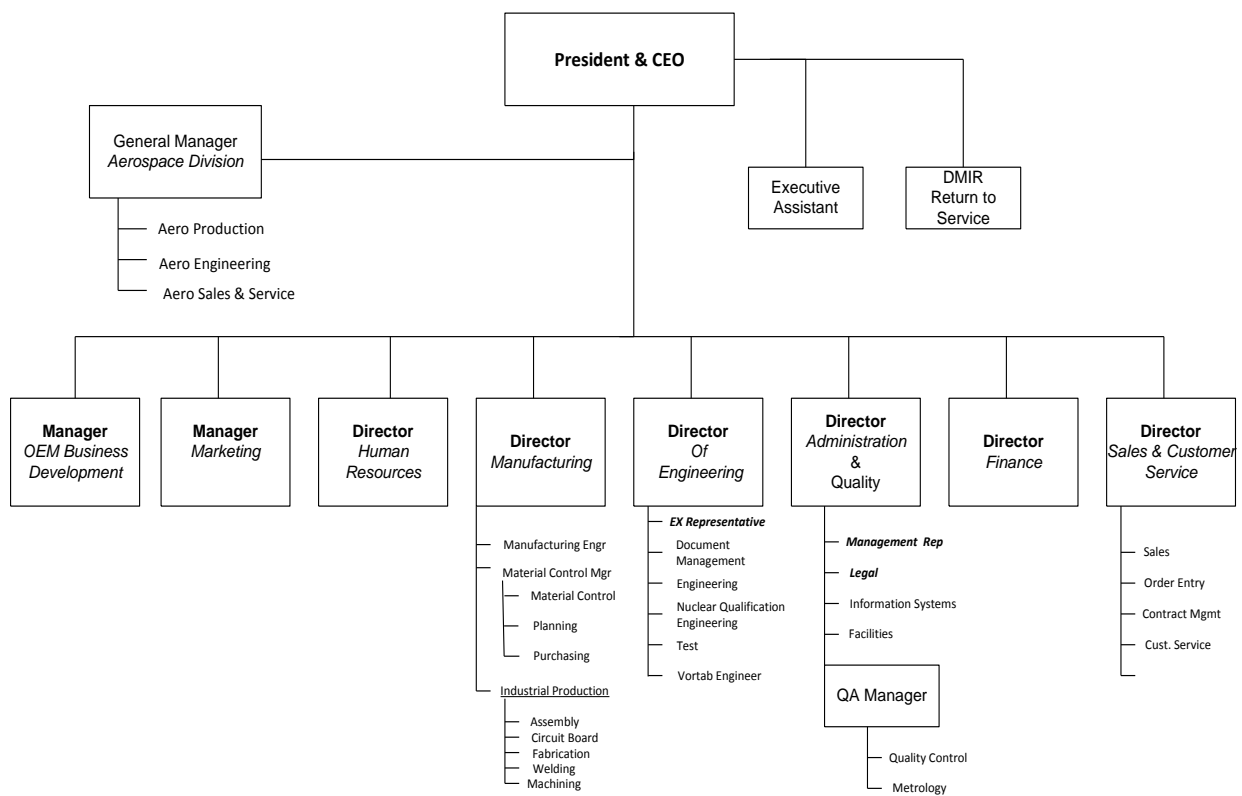 President & CEO
General Manager
Aerospace Division
Executive
Assistant
DMIR
Return to
Service
Aero Production
Aero Engineering
Aero Sales & Service
Manager
OEM Business
Development
Manager
Marketing
Director
Human
Resources
Director
Manufacturing
Director
Of
Engineering
Director
Administration
&
Quality
Director
Finance
Director
Sales & Customer
Service
Manufacturing Engr
Material Control Mgr
Material Control
Planning
Purchasing
Industrial Production
Assembly
Circuit Board
Fabrication
Welding
Machining
EX Representative
Document
Management
Engineering
Nuclear Qualification
Engineering
Test
Vortab Engineer
Management Rep
Legal
Information Systems
Facilities
QA Manager
Quality Control
Metrology
Sales
Order Entry
Contract Mgmt
Cust. Service